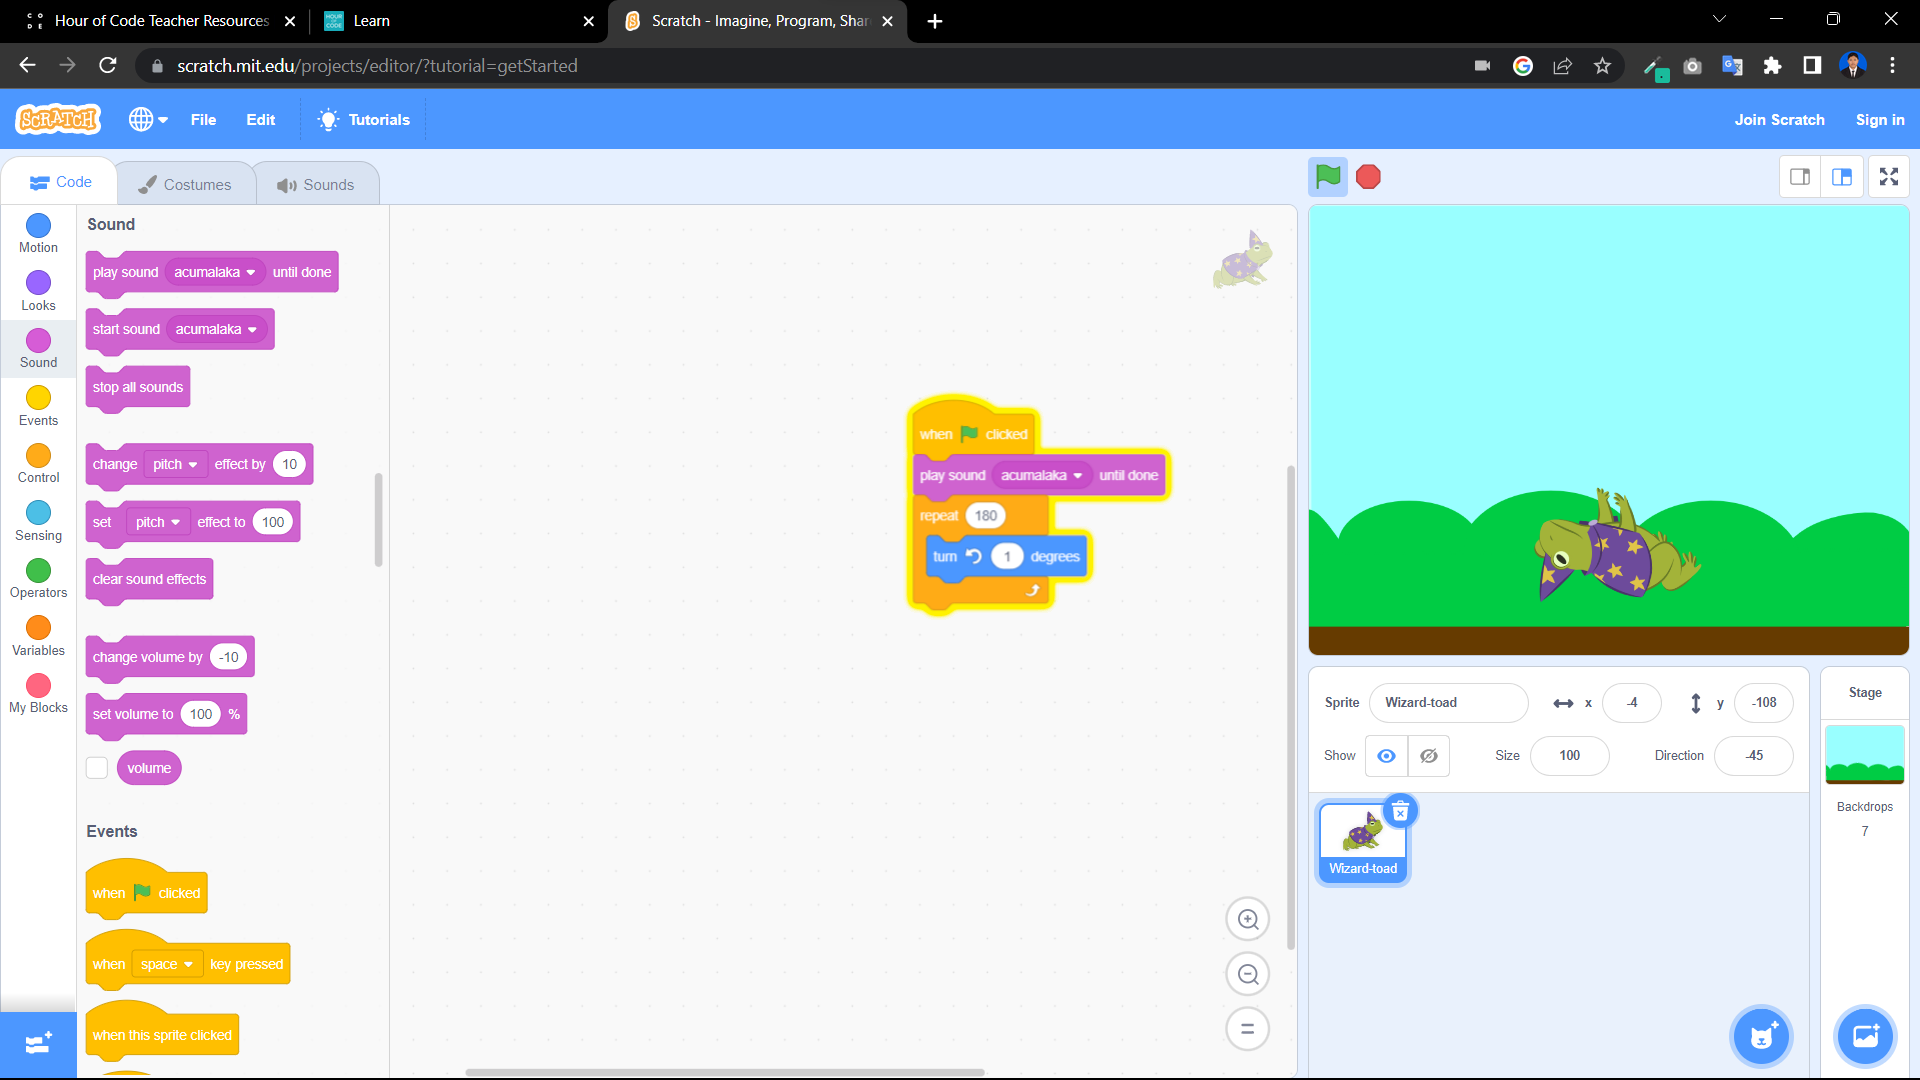 Hour of Code Teacher Resources
Learn
Scratch - Imagine, Program, Shar
scratch.mit.edu/projects/editor/?tutorial=getStarted
SCRATCH
File
Edit
Tutorials
Join Scratch
Sign in
Code
Costumes
Sounds
Motion
Looks
Sound
Events
Control
Sensing
Operators
Variables
My Blocks
Sound
play sound acumalaka until done
start sound acumalaka
stop all sounds
change pitch effect by 10
set pitch effect to 100
clear sound effects
change volume by -10
set volume to 100 %
volume
Events
when clicked
when space key pressed
when this sprite clicked
when clicked
play sound acumalaka until done
repeat 180
turn 1 degrees
Sprite Wizard-toad x -4 y -108
Show Size 100 Direction -45
Wizard-toad
Stage
Backdrops
7